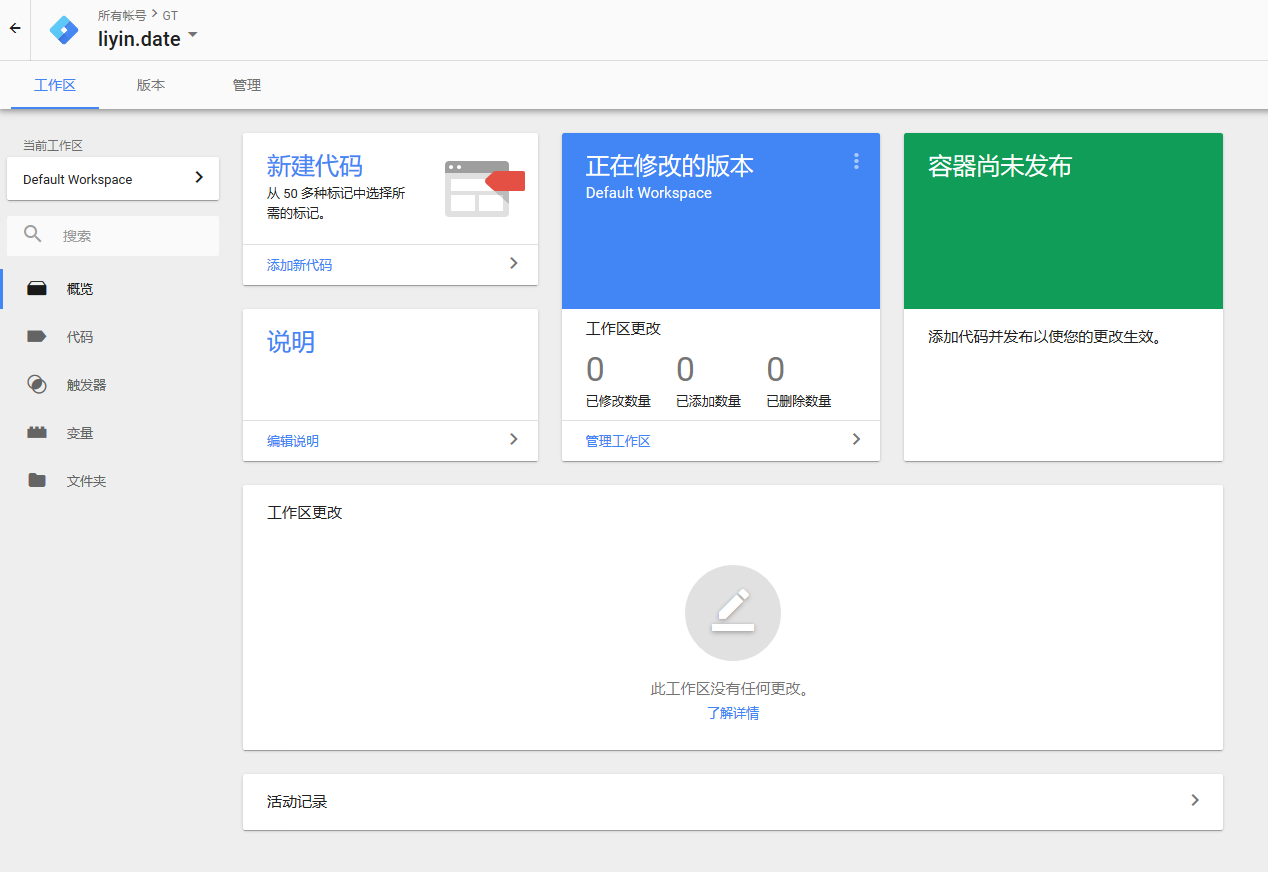 所有帐号 > GT
liyin.date
工作区
版本
管理
当前工作区
Default Workspace
搜索
概览
代码
触发器
变量
文件夹
新建代码
从 50 多种标记中选择所
需的标记。
添加新代码
说明
编辑说明
正在修改的版本
Default Workspace
工作区更改
0 0 0
已修改数量 已添加数量 已删除数量
管理工作区
容器尚未发布
添加代码并发布以使您的更改生效。
工作区更改
此工作区没有任何更改。
了解详情
活动记录